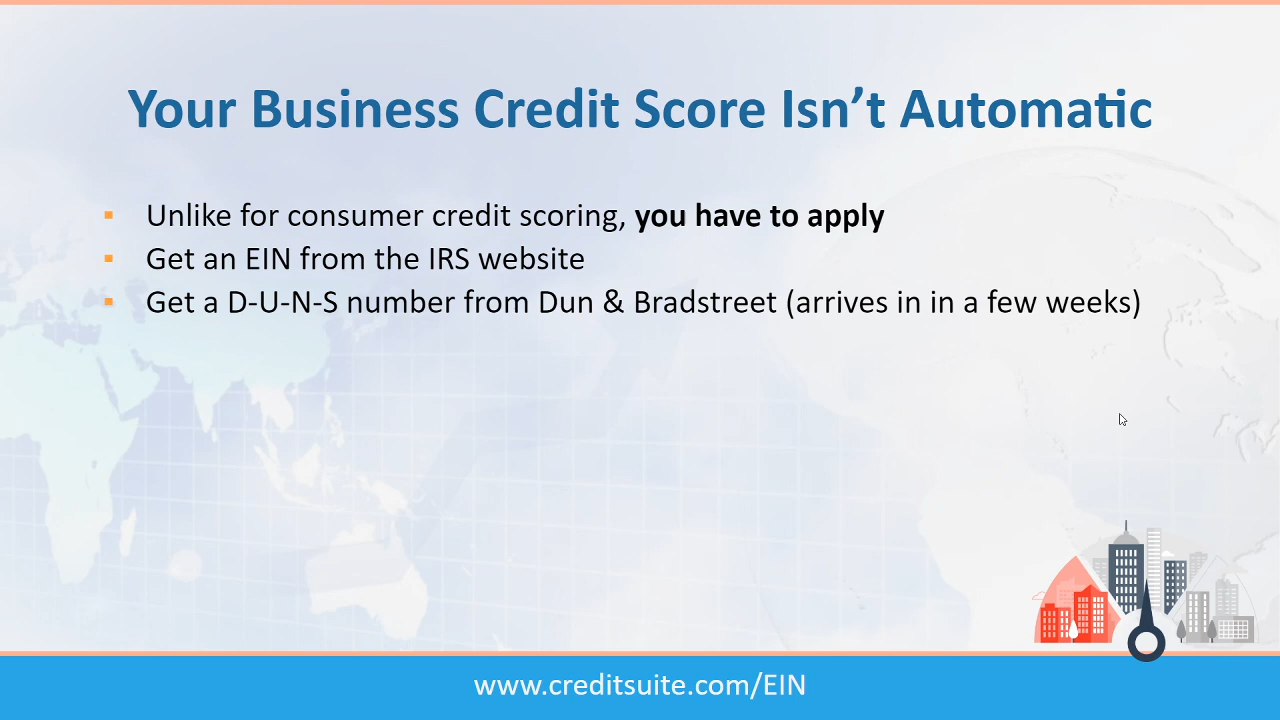 Your Business Credit Score Isn’t Automatic
▪ Unlike for consumer credit scoring, you have to apply
▪ Get an EIN from the IRS website
▪ Get a D-U-N-S number from Dun & Bradstreet (arrives in in a few weeks)
www.creditsuite.com/EIN